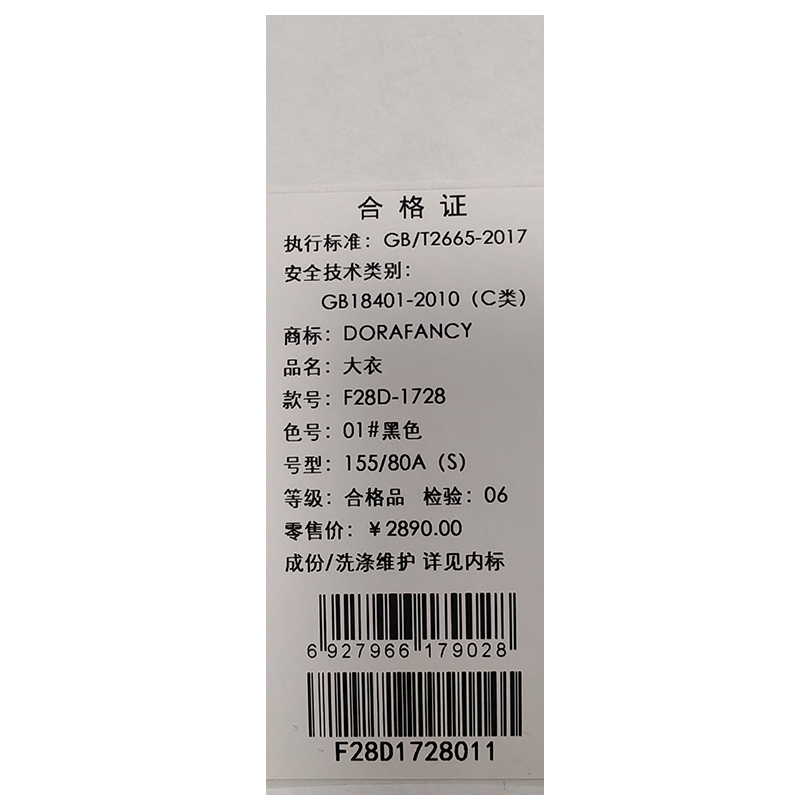 合格证
执行标准：GB/T2665-2017
安全技术类别：
GB18401-2010（C类）
商标：DORAFANCY
品名：大衣
款号：F28D-1728
色号：01#黑色
号型：155/80A（S）
等级：合格品 检验：06
零售价：￥2890.00
成份/洗涤维护 详见内标
6 927966 179028
F28D1728011